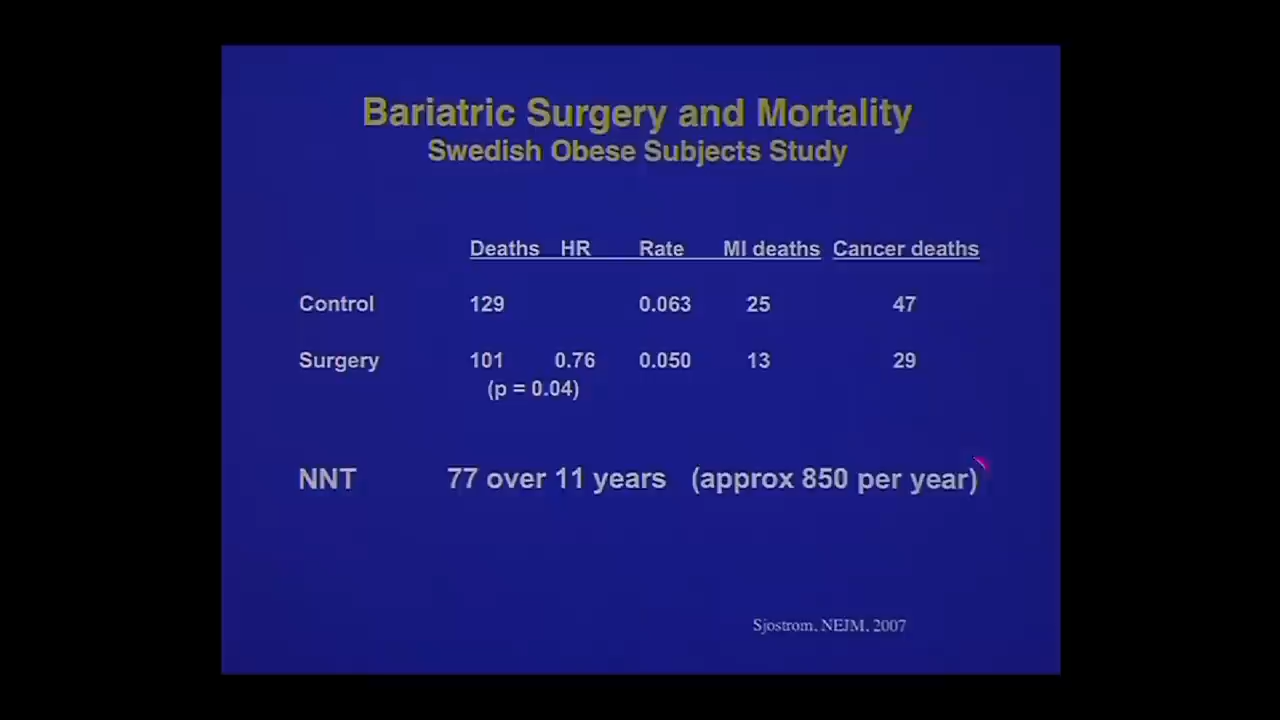 Bariatric Surgery and Mortality
Swedish Obese Subjects Study
Deaths HR Rate MI deaths Cancer deaths
Control 129 0.063 25 47
Surgery 101 0.76 0.050 13 29
(p = 0.04)
NNT 77 over 11 years (approx 850 per year)
Sjostrom, NEJM, 2007